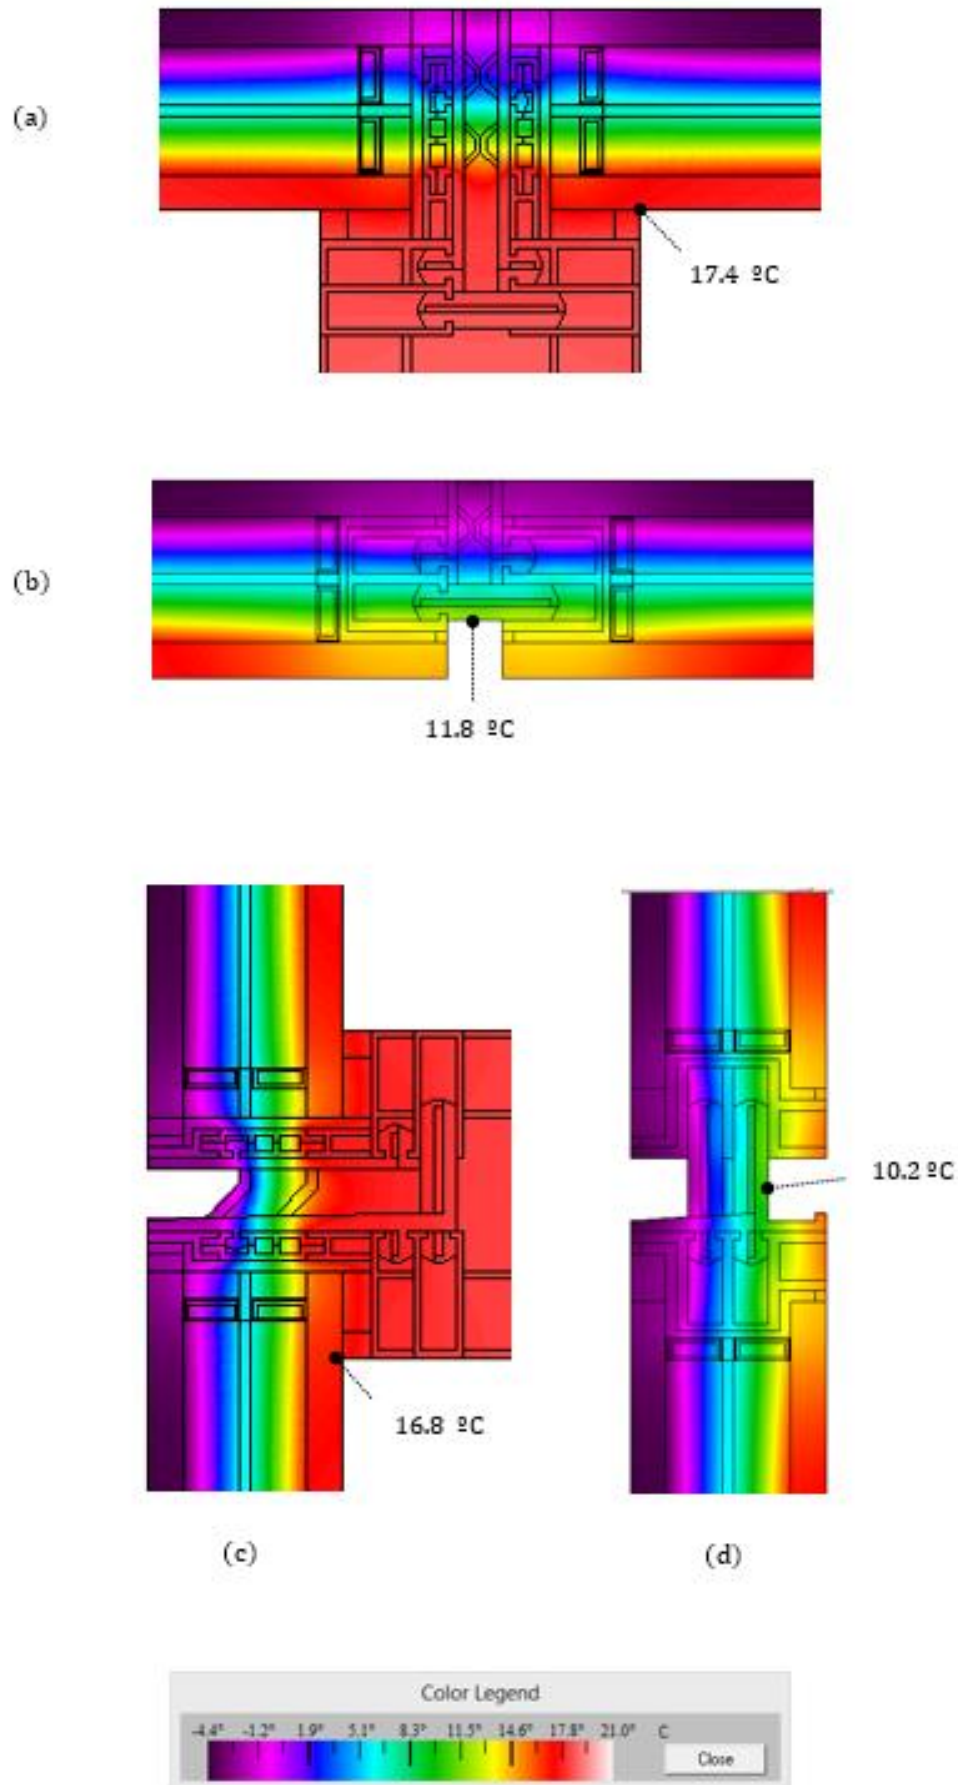 (a)
17.4 ºC
(b)
11.8 ºC
10.2 ºC
16.8 ºC
(c)
(d)
Color Legend
-4.4° -1.2° 1.9° 5.1° 8.3° 11.5° 14.6° 17.8° 21.0° C
Close